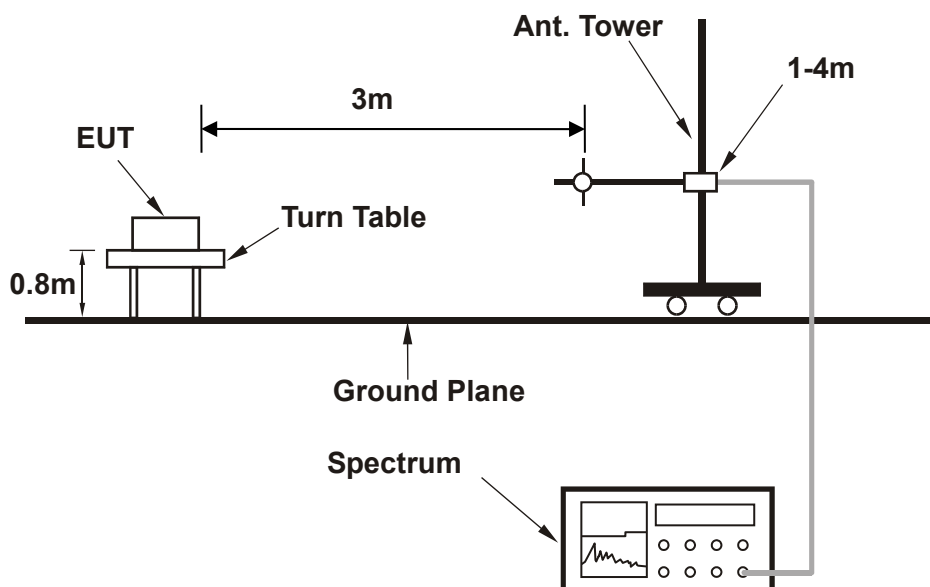 Ant. Tower
1-4m
3m
EUT
Turn Table
0.8m
Ground Plane
Spectrum